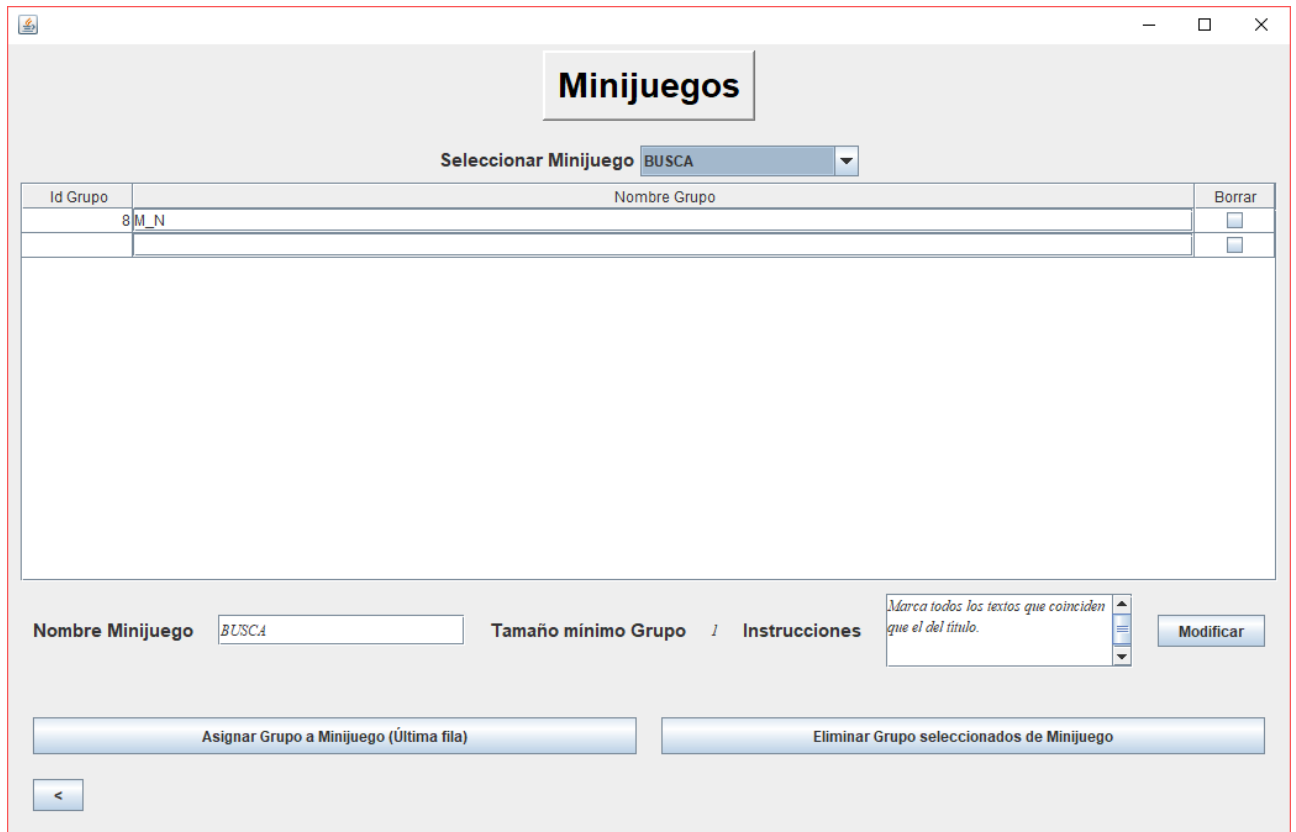 Minijuegos
Seleccionar Minijuego BUSCA
Id Grupo Nombre Grupo Borrar
8 M_N
Nombre Minijuego BUSCA Tamaño mínimo Grupo 1 Instrucciones Marca todos los textos que coinciden
que el del título. Modificar
Asignar Grupo a Minijuego (Última fila) Eliminar Grupo seleccionados de Minijuego
<